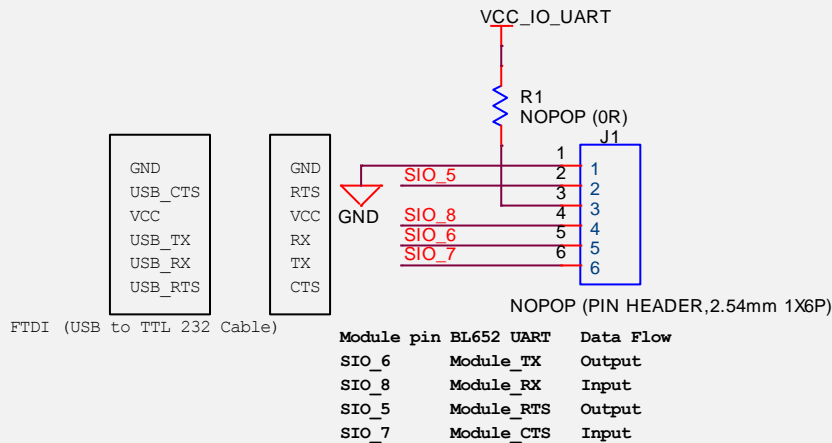 VCC_IO_UART
R1
NOPOP (0R)
J1
1
2
3
4
5
6
1
2
3
4
5
6
SIO_5
SIO_8
SIO_6
SIO_7
GND
GND
USB_CTS
VCC
USB_TX
USB_RX
USB_RTS
GND
RTS
VCC
RX
TX
CTS
NOPOP (PIN HEADER,2.54mm 1X6P)
FTDI (USB to TTL 232 Cable)
Module pin BL652 UART Data Flow
SIO_6 Module_TX Output
SIO_8 Module_RX Input
SIO_5 Module_RTS Output
SIO_7 Module_CTS Input